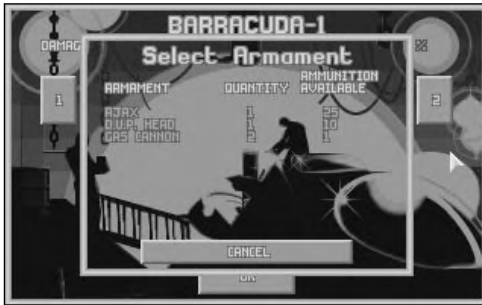 BARRACUDA-1
DAMAG
%
Select Armament
ARMAMENT QUANTITY AMMUNITION AVAILABLE
1
2
AJAX 1 25
D.U.P. HEAD 1 10
GAS CANNON 2 1
CANCEL
OK